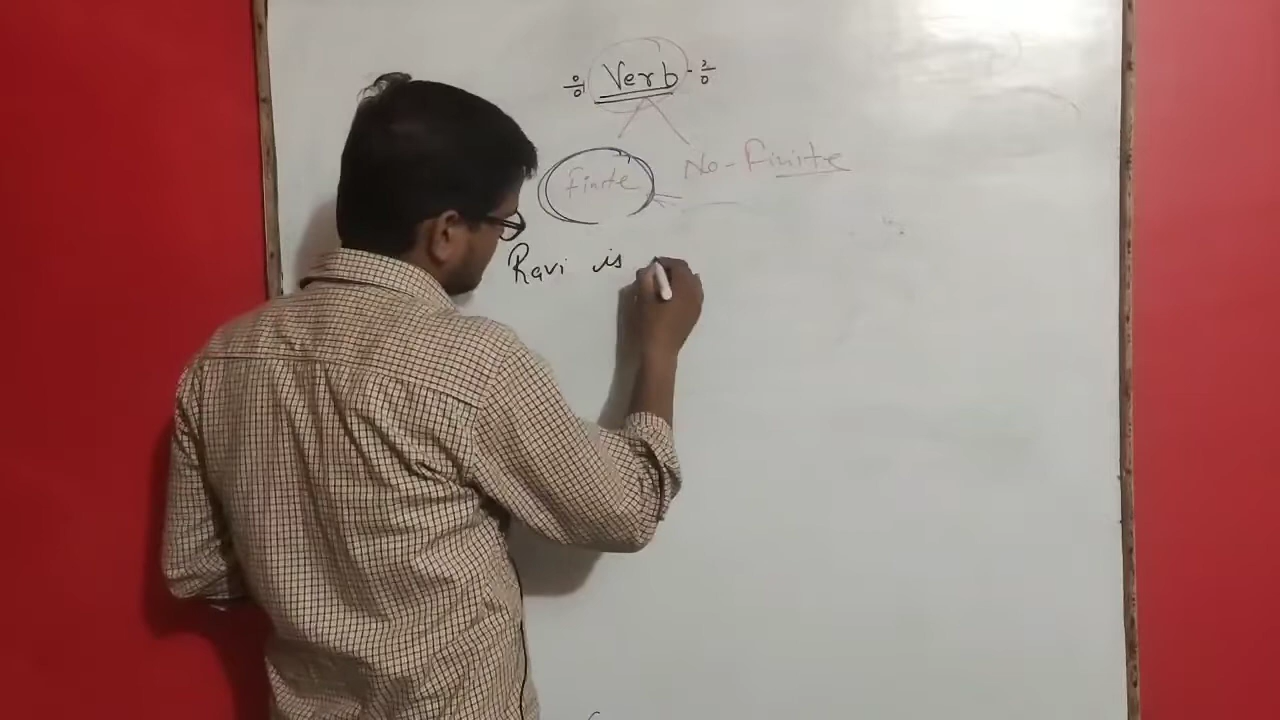 ÷ Verb ÷
No-Finite
finite
Ravi is